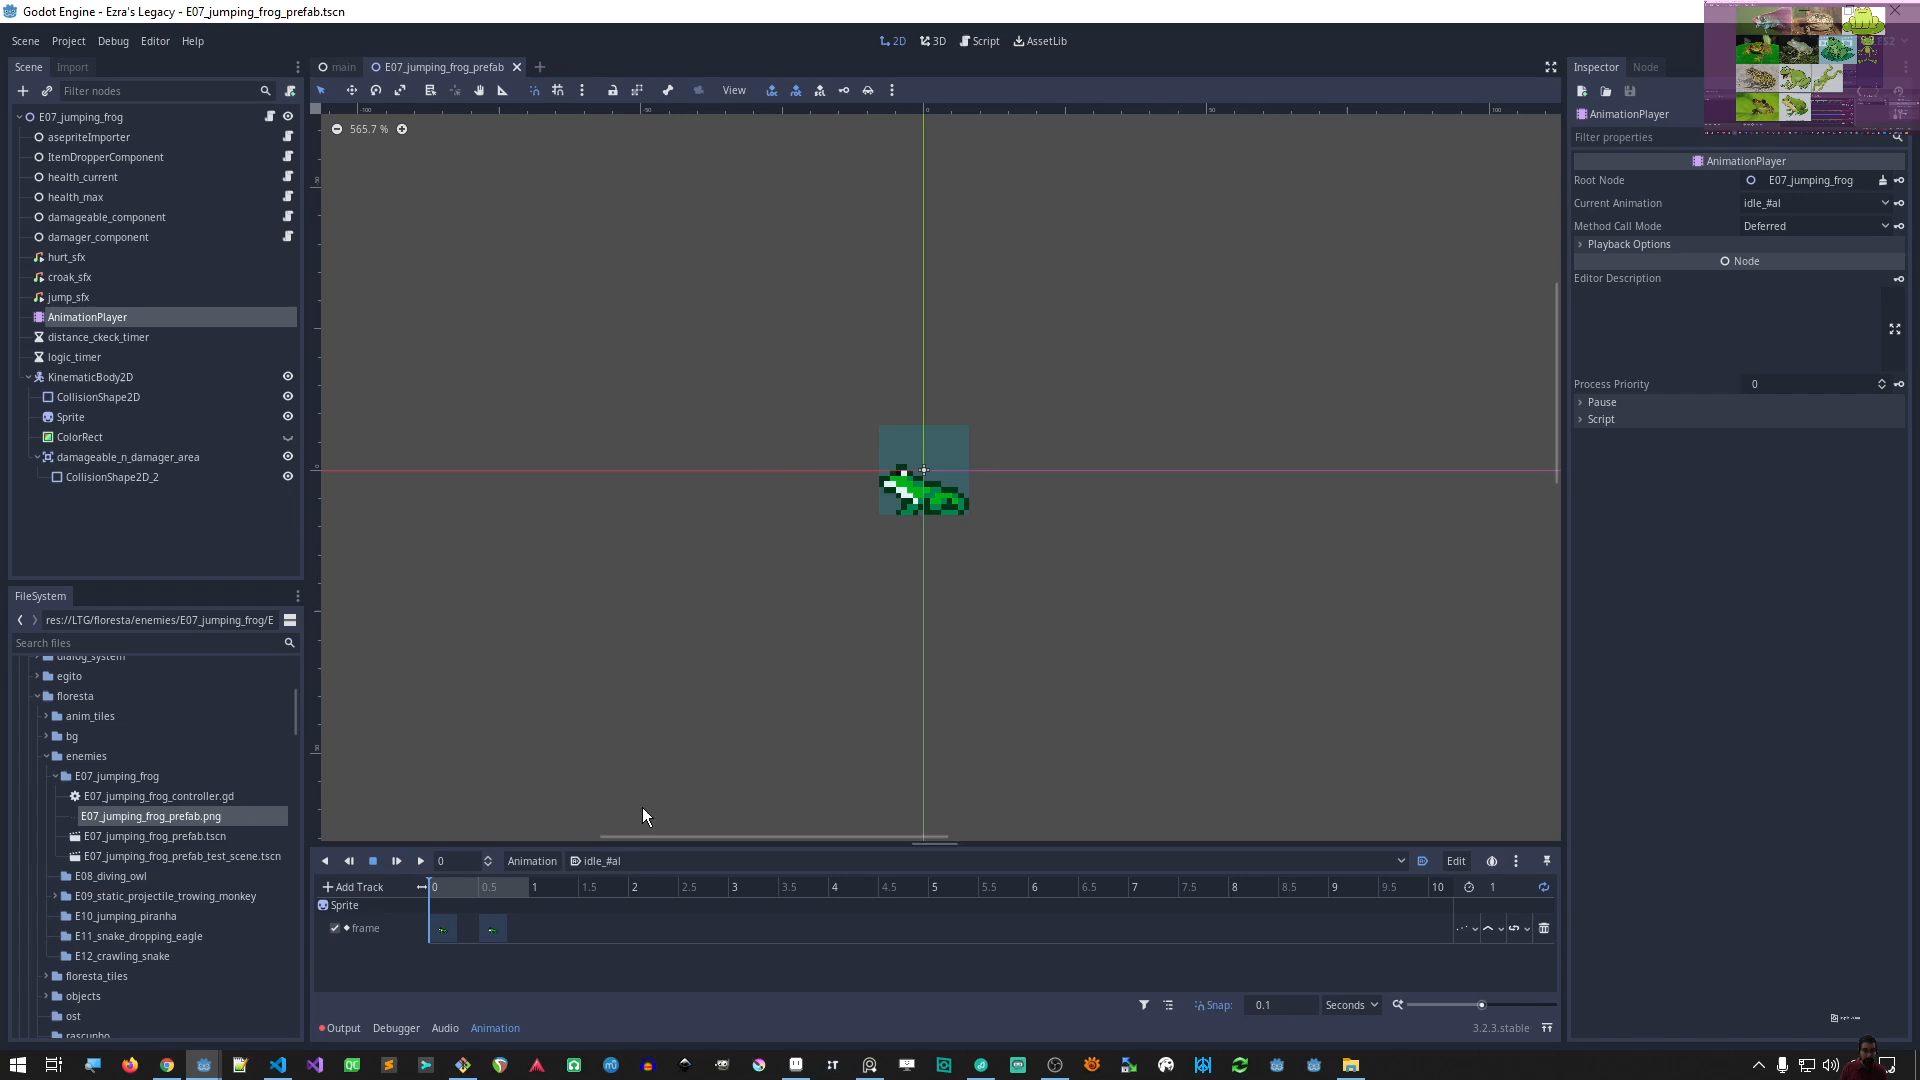 Godot Engine - Ezra's Legacy - E07_jumping_frog_prefab.tscn
Scene Project Debug Editor Help
2D 3D Script AssetLib
Scene Import
main E07_jumping_frog_prefab
Inspector Node
Filter nodes
View
565.7 %
AnimationPlayer
Filter properties
E07_jumping_frog
asepriteImporter
ItemDropperComponent
health_current
health_max
damageable_component
damager_component
hurt_sfx
croak_sfx
jump_sfx
AnimationPlayer
distance_ckeck_timer
logic_timer
KinematicBody2D
CollisionShape2D
Sprite
ColorRect
damageable_n_damager_area
CollisionShape2D_2
AnimationPlayer
Root Node E07_jumping_frog
Current Animation idle_#al
Method Call Mode Deferred
Playback Options
Node
Editor Description
Process Priority 0
Pause
Script
FileSystem
res://LTG/floresta/enemies/E07_jumping_frog/E
Search files
dialog_system
egito
floresta
anim_tiles
bg
enemies
E07_jumping_frog
E07_jumping_frog_controller.gd
E07_jumping_frog_prefab.png
E07_jumping_frog_prefab.tscn
E07_jumping_frog_prefab_test_scene.tscn
E08_diving_owl
E09_static_projectile_trowing_monkey
E10_jumping_piranha
E11_snake_dropping_eagle
E12_crawling_snake
floresta_tiles
objects
ost
rascunho
0 Animation idle_#al Edit
Add Track 0 0.5 1 1.5 2 2.5 3 3.5 4 4.5 5 5.5 6 6.5 7 7.5 8 8.5 9 9.5 10 1
Sprite
frame
Snap: 0.1 Seconds
Output Debugger Audio Animation 3.2.3.stable